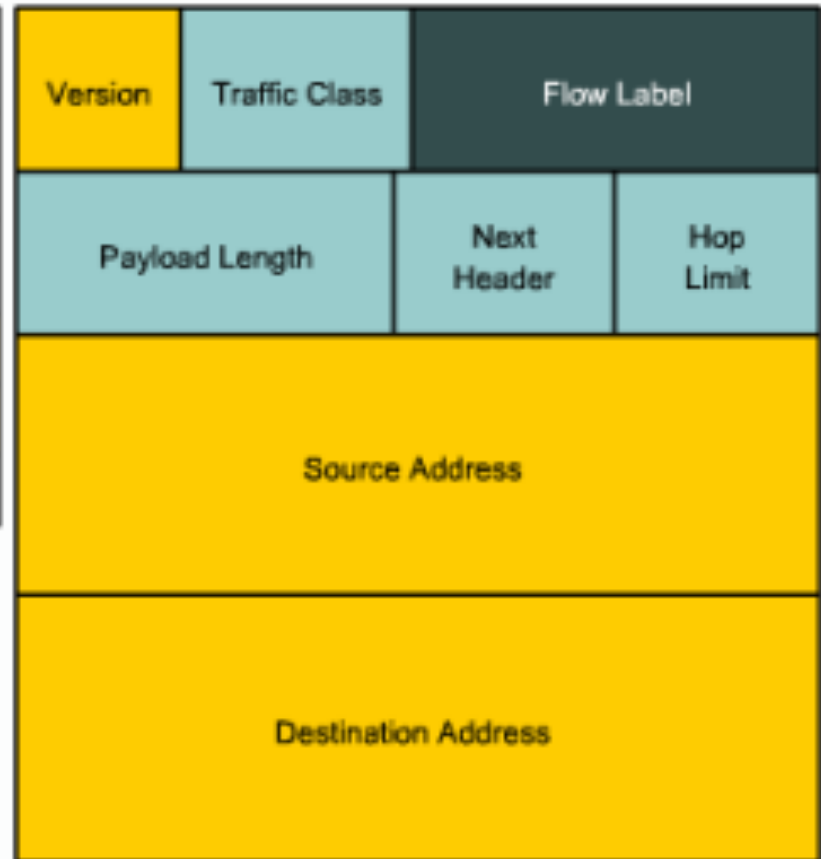 Version
Traffic Class
Flow Label
Payload Length
Next
Header
Hop
Limit
Source Address
Destination Address